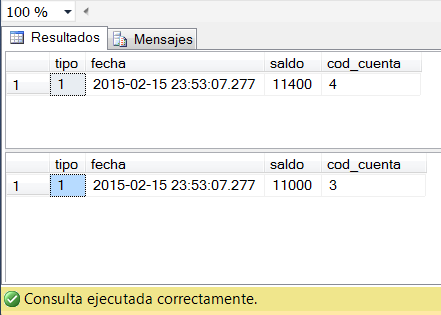 100 %
Resultados Mensajes
tipo fecha saldo cod_cuenta
1 1 2015-02-15 23:53:07.277 11400 4
tipo fecha saldo cod_cuenta
1 1 2015-02-15 23:53:07.277 11000 3
Consulta ejecutada correctamente.